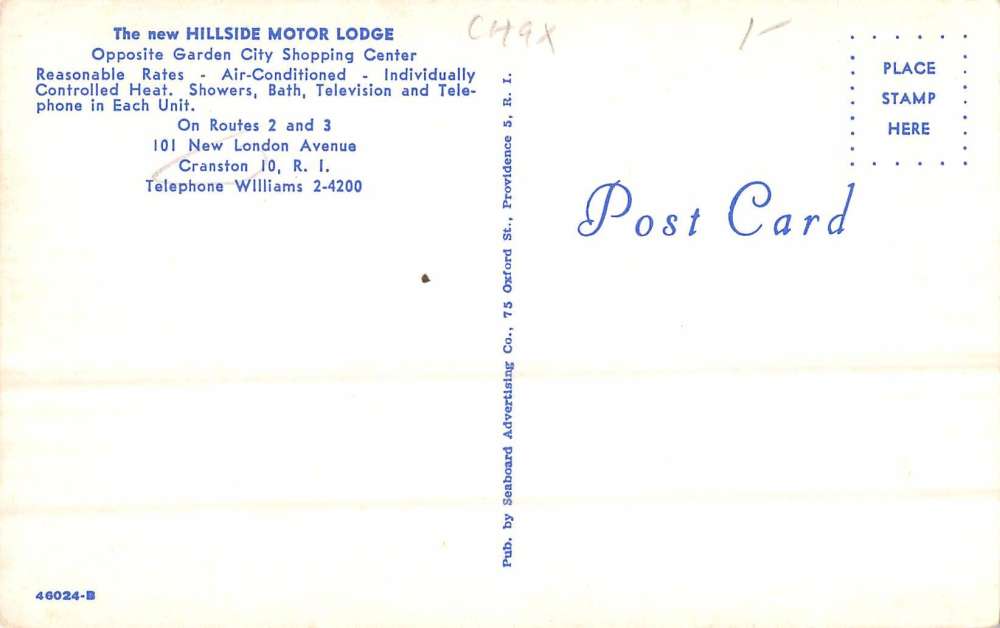 The new HILLSIDE MOTOR LODGE
Opposite Garden City Shopping Center
Reasonable Rates - Air-Conditioned - Individually
Controlled Heat. Showers, Bath, Television and Tele-
phone in Each Unit.
On Routes 2 and 3
101 New London Avenue
Cranston 10, R. I.
Telephone WIlliams 2-4200
46024-B
Pub. by Seaboard Advertising Co., 75 Oxford St., Providence 5, R. I.
PLACE
STAMP
HERE
Post Card